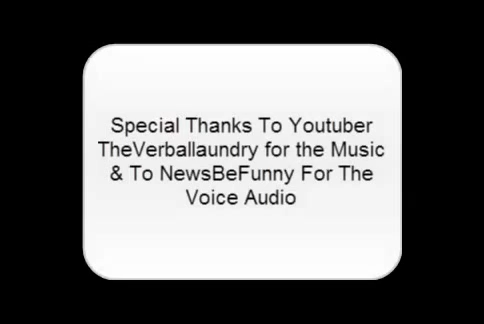 Special Thanks To Youtuber
TheVerballaundry for the Music
& To NewsBeFunny For The
Voice Audio